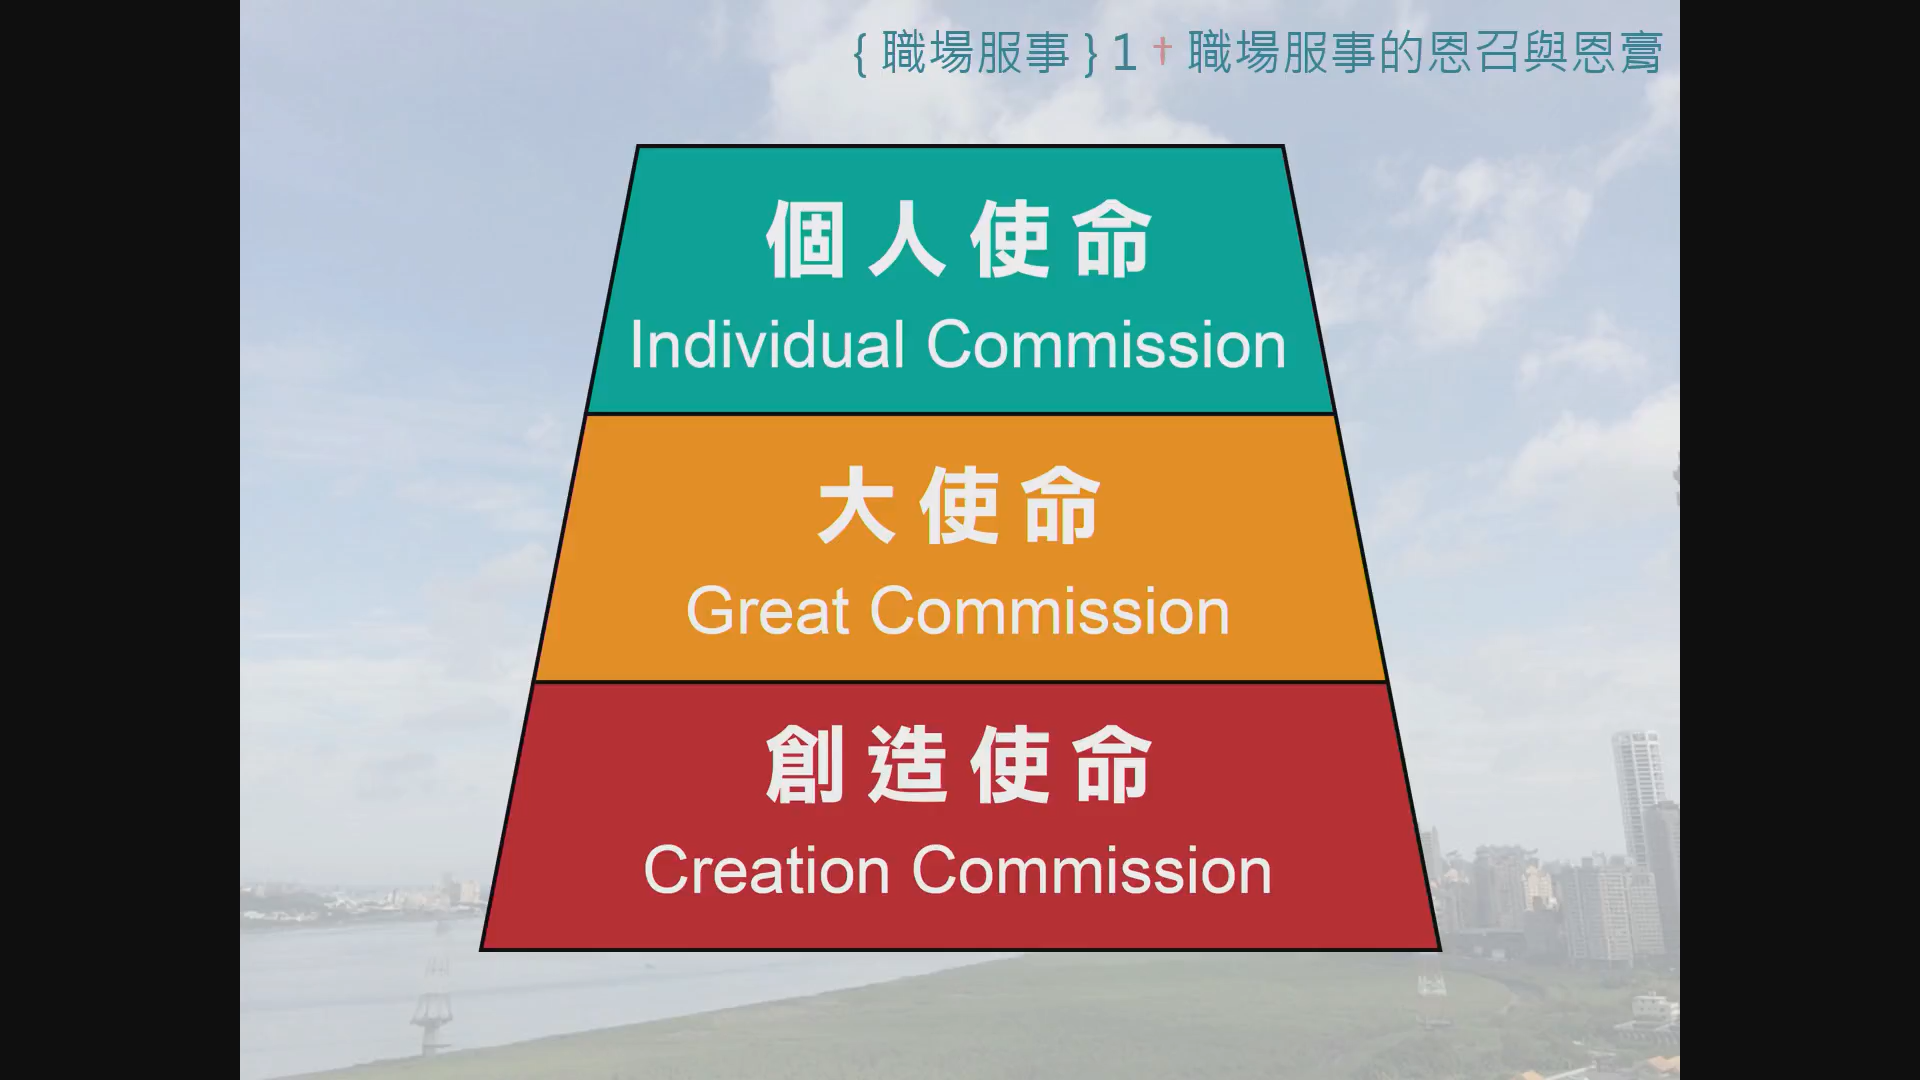 { 職場服事 } 1 † 職場服事的恩召與恩膏
個人使命
Individual Commission
大使命
Great Commission
創造使命
Creation Commission